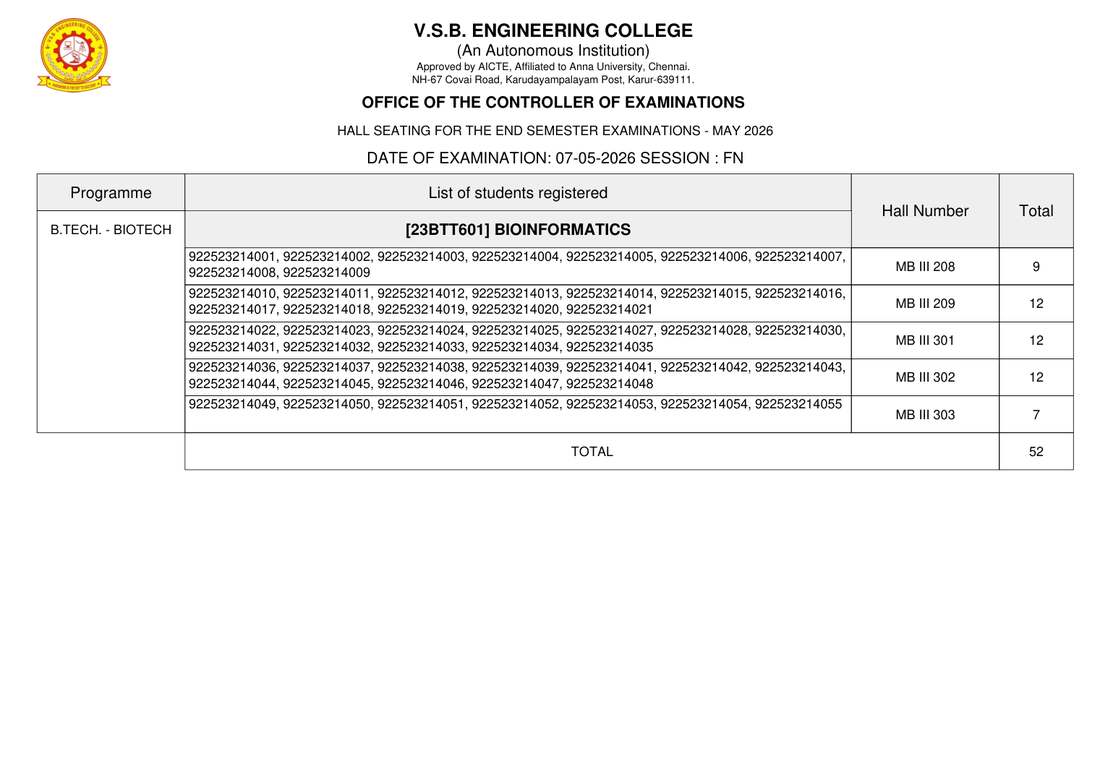 V.S.B. ENGINEERING COLLEGE
(An Autonomous Institution)
Approved by AICTE, Affiliated to Anna University, Chennai.
NH-67 Covai Road, Karudayampalayam Post, Karur-639111.
OFFICE OF THE CONTROLLER OF EXAMINATIONS
HALL SEATING FOR THE END SEMESTER EXAMINATIONS - MAY 2026
DATE OF EXAMINATION: 07-05-2026 SESSION : FN
Programme List of students registered Hall Number Total
B.TECH. - BIOTECH [23BTT601] BIOINFORMATICS
922523214001, 922523214002, 922523214003, 922523214004, 922523214005, 922523214006, 922523214007,
922523214008, 922523214009
MB III 208 9
922523214010, 922523214011, 922523214012, 922523214013, 922523214014, 922523214015, 922523214016,
922523214017, 922523214018, 922523214019, 922523214020, 922523214021
MB III 209 12
922523214022, 922523214023, 922523214024, 922523214025, 922523214027, 922523214028, 922523214030,
922523214031, 922523214032, 922523214033, 922523214034, 922523214035
MB III 301 12
922523214036, 922523214037, 922523214038, 922523214039, 922523214041, 922523214042, 922523214043,
922523214044, 922523214045, 922523214046, 922523214047, 922523214048
MB III 302 12
922523214049, 922523214050, 922523214051, 922523214052, 922523214053, 922523214054, 922523214055
MB III 303 7
TOTAL 52